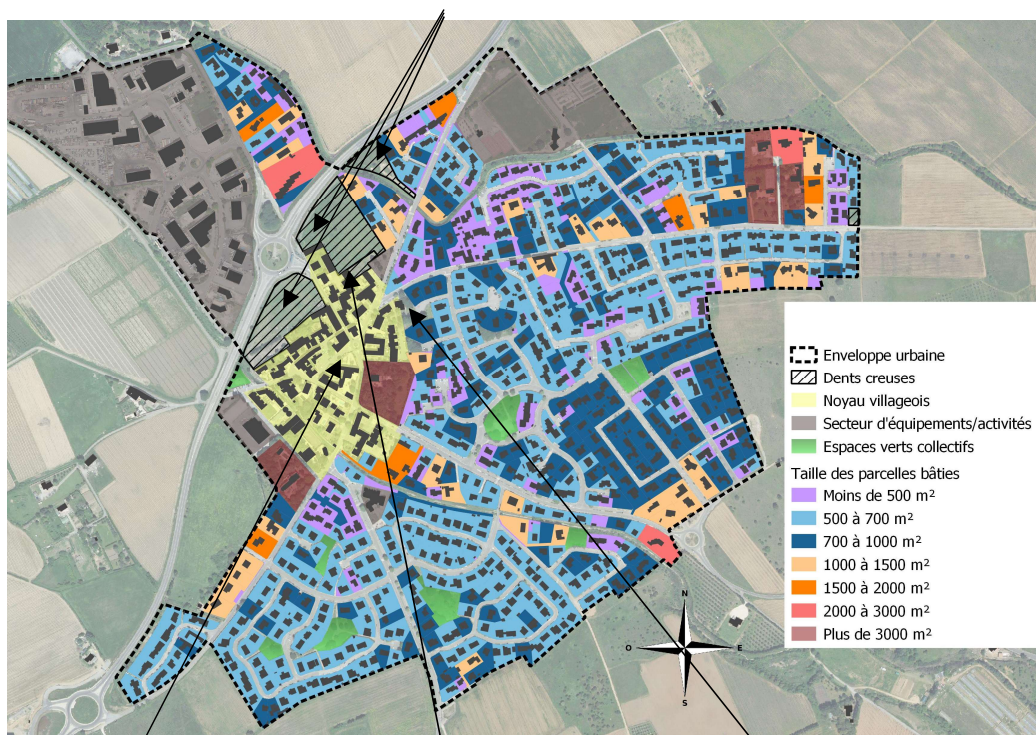 Enveloppe urbaine
Dents creuses
Noyau villageois
Secteur d'équipements/activités
Espaces verts collectifs
Taille des parcelles bâties
Moins de 500 m²
500 à 700 m²
700 à 1000 m²
1000 à 1500 m²
1500 à 2000 m²
2000 à 3000 m²
Plus de 3000 m²
N
O
E
S